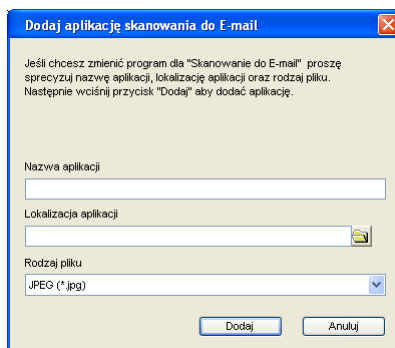 Dodaj aplikację skanowania do E-mail
Jeśli chcesz zmienić program dla "Skanowanie do E-mail" proszę
sprecyzuj nazwę aplikacji, lokalizację aplikacji oraz rodzaj pliku.
Następnie wciśnij przycisk "Dodaj" aby dodać aplikację.
Nazwa aplikacji
Lokalizacja aplikacji
Rodzaj pliku
JPEG (*.jpg)
Dodaj Anuluj